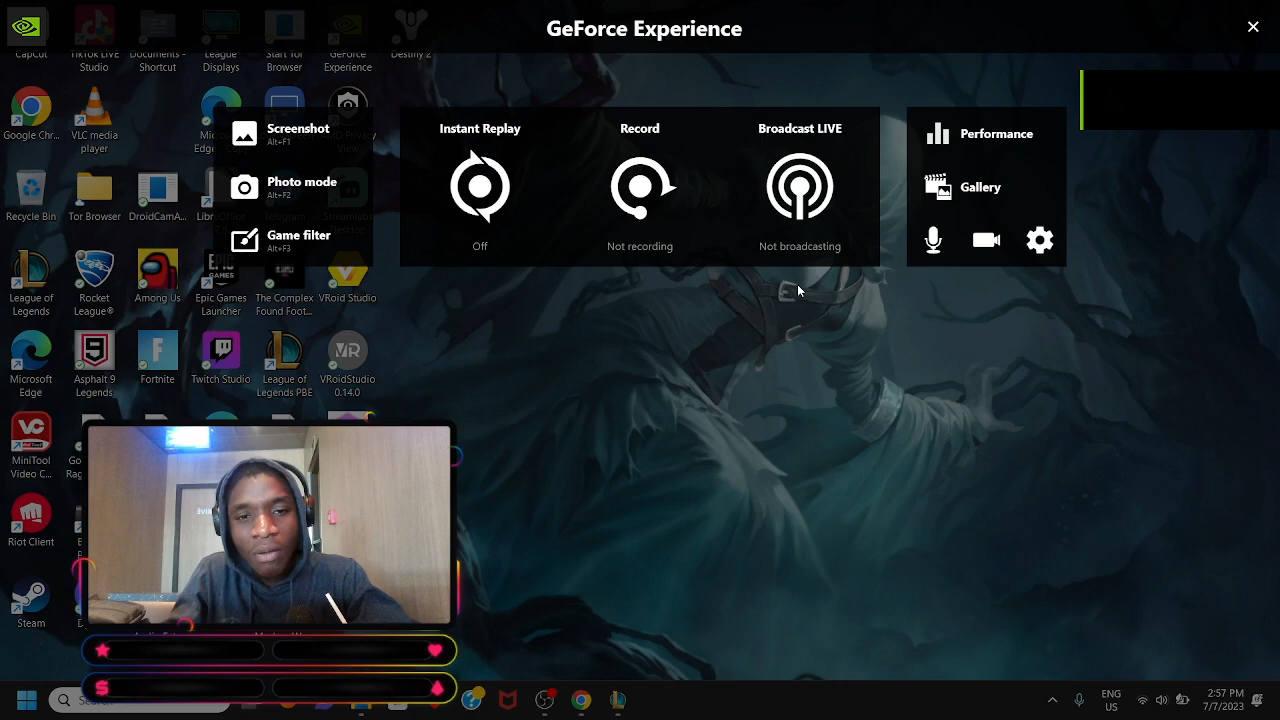 GeForce Experience
CapCut
TikTok LIVE
Studio
Documents -
Shortcut
League
Displays
Start Tor
Browser
GeForce
Experience
Destiny 2
Screenshot
Alt+F1
Photo mode
Alt+F2
Game filter
Alt+F3
Instant Replay
Off
Record
Not recording
Broadcast LIVE
Not broadcasting
Performance
Gallery
Google Chr...
VLC media
player
Recycle Bin
Tor Browser
DroidCamA...
League of
Legends
Rocket
League®
Among Us
EPIC
GAMES
Epic Games
Launcher
The Complex
Found Foot...
VRoid Studio
Microsoft
Edge
Asphalt 9
Legends
Fortnite
Twitch Studio
League of
Legends PBE
VR
VRoidStudio
0.14.0
VC
MiniTool
Video C...
Riot Client
Steam
Search
ENG
US
2:57 PM
7/7/2023